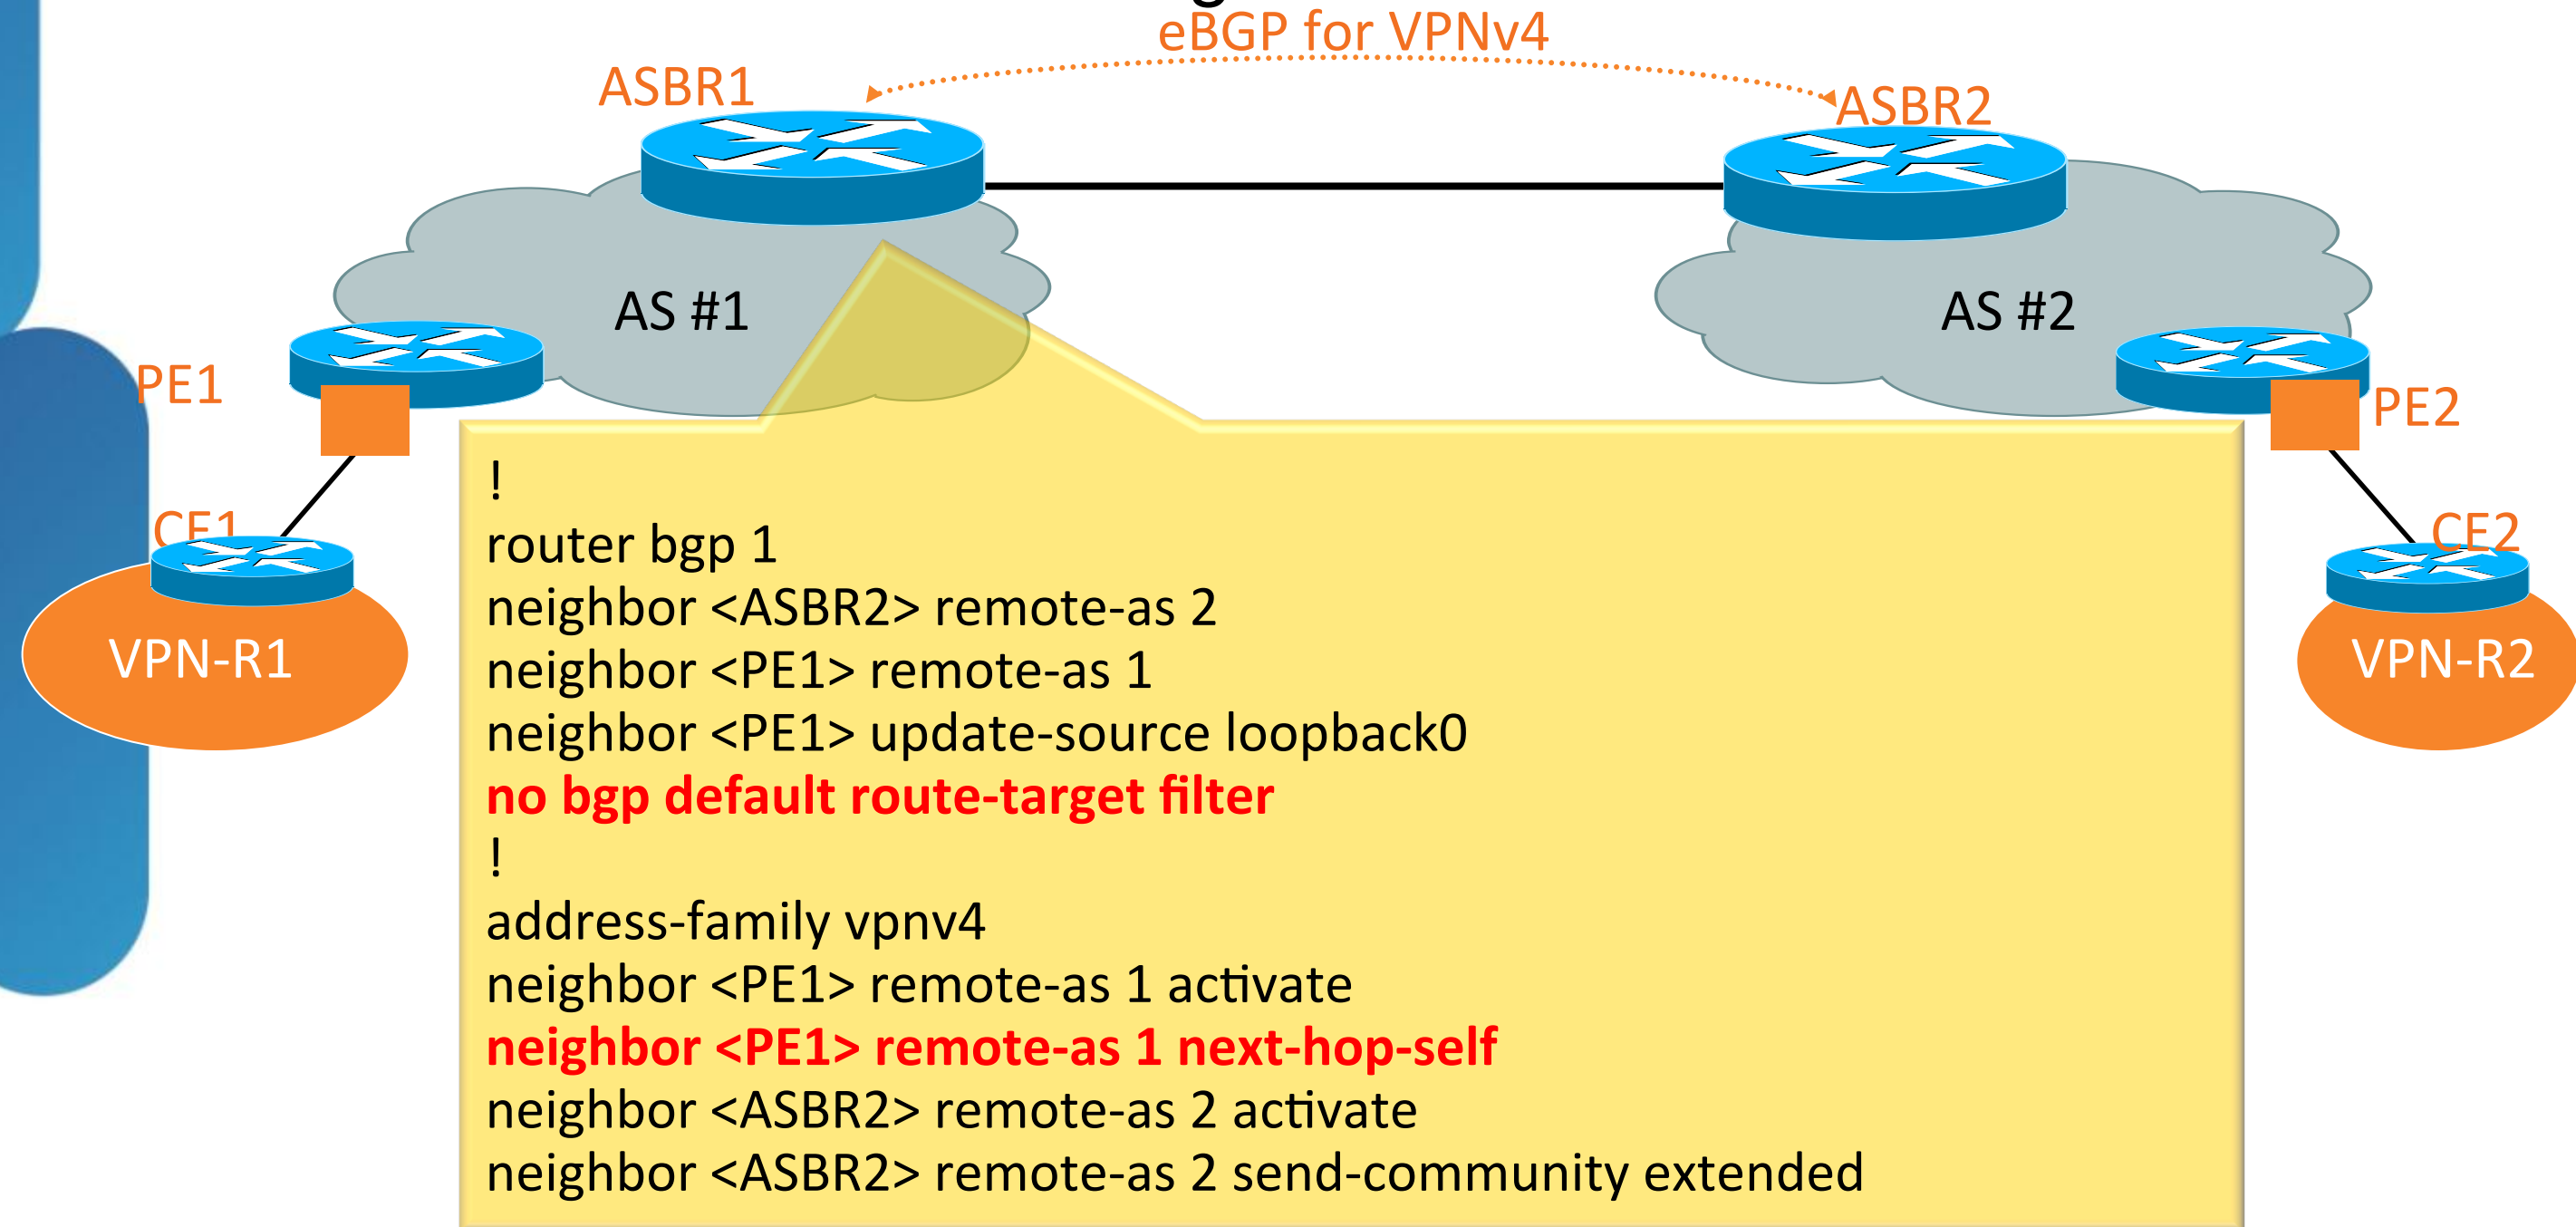 eBGP for VPNv4
ASBR1
ASBR2
AS #1
AS #2
PE1
PE2
CE1
CE2
VPN-R1
VPN-R2
!
router bgp 1
neighbor <ASBR2> remote-as 2
neighbor <PE1> remote-as 1
neighbor <PE1> update-source loopback0
no bgp default route-target filter
!
address-family vpnv4
neighbor <PE1> remote-as 1 activate
neighbor <PE1> remote-as 1 next-hop-self
neighbor <ASBR2> remote-as 2 activate
neighbor <ASBR2> remote-as 2 send-community extended